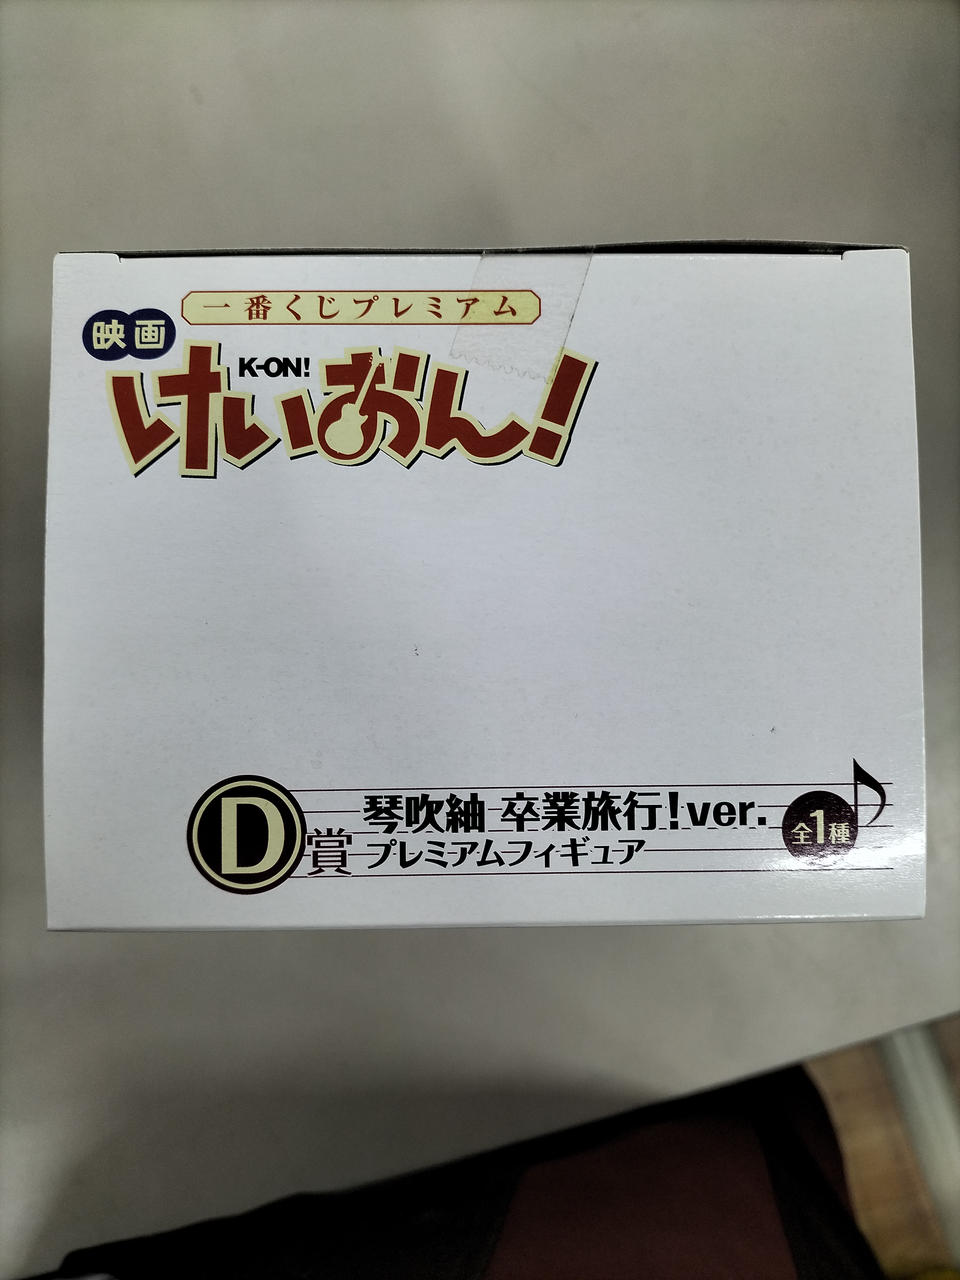 一番くじプレミアム
映画
K-ON!
けいおん!
D賞
琴吹紬 卒業旅行!ver.
プレミアムフィギュア
全1種